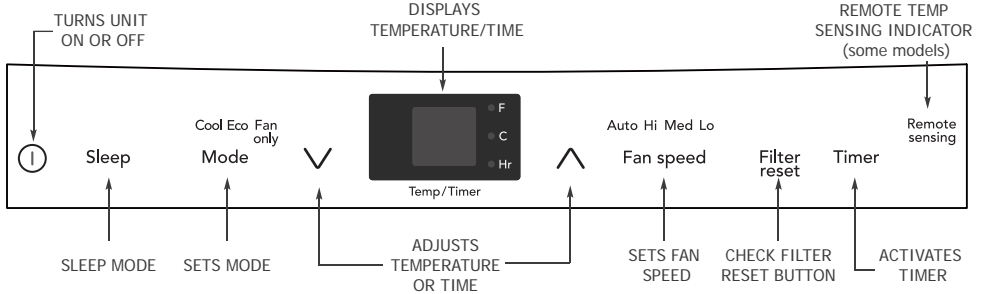 TURNS UNIT
ON OR OFF
DISPLAYS
TEMPERATURE/TIME
REMOTE TEMP
SENSING INDICATOR
(some models)
Sleep
Cool Eco Fan
only
Mode
F
C
Hr
Temp/Timer
Auto Hi Med Lo
Fan speed
Filter
reset
Timer
Remote
sensing
SLEEP MODE
SETS MODE
ADJUSTS
TEMPERATURE
OR TIME
SETS FAN
SPEED
CHECK FILTER
RESET BUTTON
ACTIVATES
TIMER